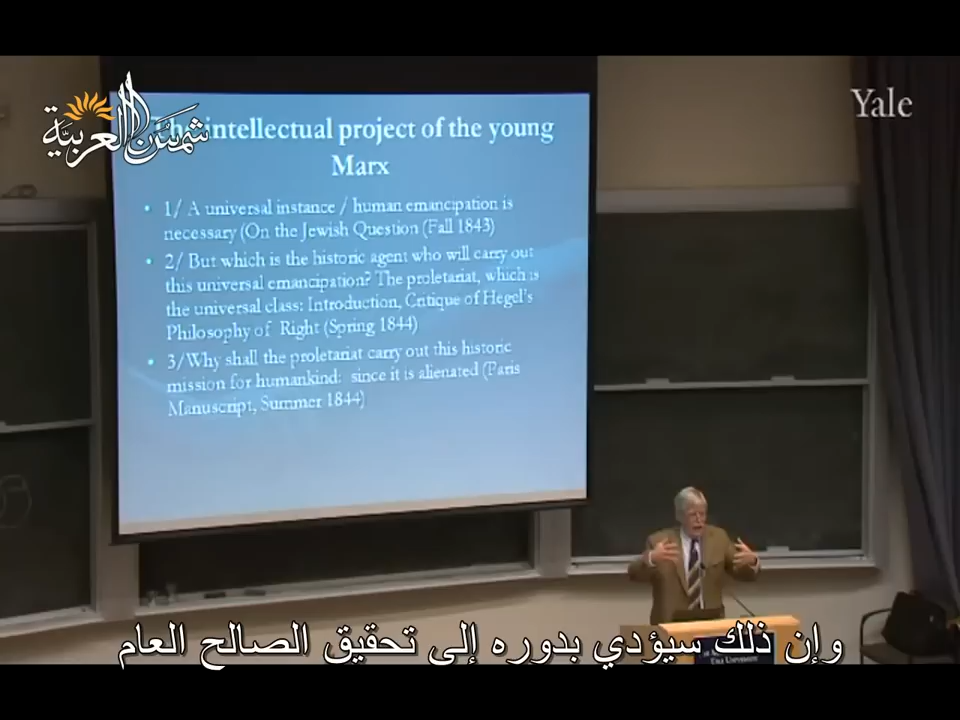 شمس العربية
Yale
The intellectual project of the young
Marx
• 1/ A universal instance / human emancipation is
necessary (On the Jewish Question (Fall 1843)
• 2/ But which is the historic agent who will carry out
this universal emancipation? The proletariat, which is
the universal class: Introduction, Critique of Hegel's
Philosophy of Right (Spring 1844)
• 3/Why shall the proletariat carry out this historic
mission for humankind: since it is alienated (Paris
Manuscript, Summer 1844)
وإن ذلك سيؤدي بدوره إلى تحقيق الصالح العام